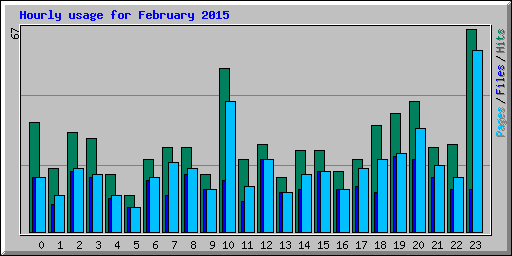 Hourly usage for February 2015
67
Pages/Files/Hits
0 1 2 3 4 5 6 7 8 9 10 11 12 13 14 15 16 17 18 19 20 21 22 23